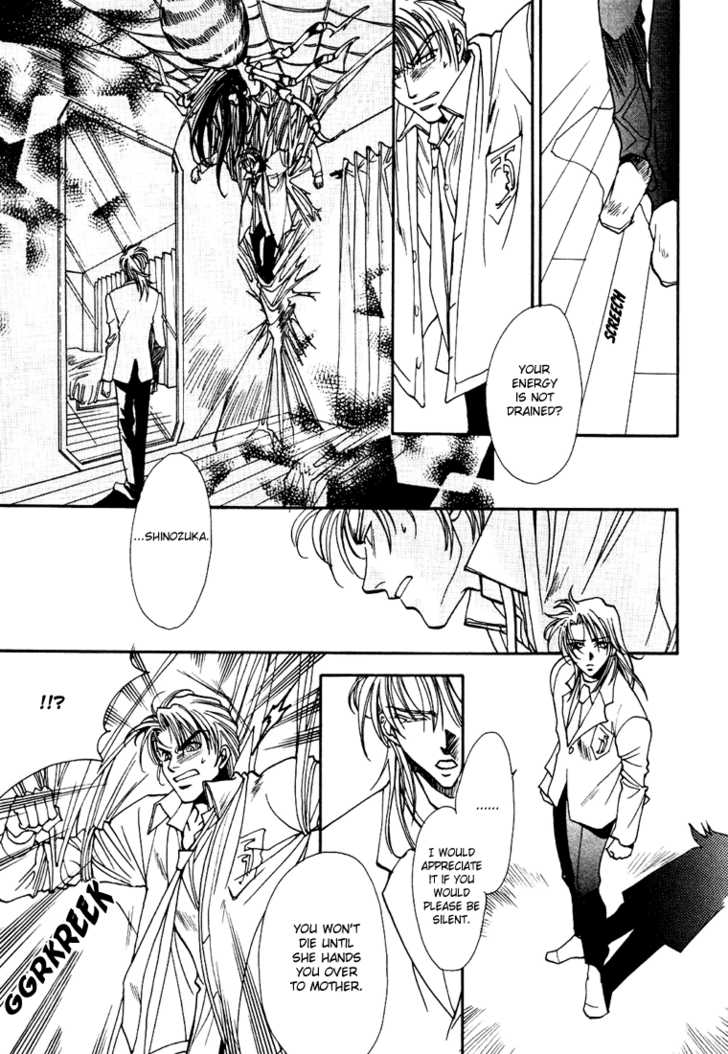 SCREECH
YOUR
ENERGY
IS NOT
DRAINED?
...SHINOZUKA.
......
I WOULD
APPRECIATE
IT IF YOU
WOULD
PLEASE BE
SILENT.
YOU WON'T
DIE UNTIL
SHE HANDS
YOU OVER
TO MOTHER.
!!?
GGRKREEK